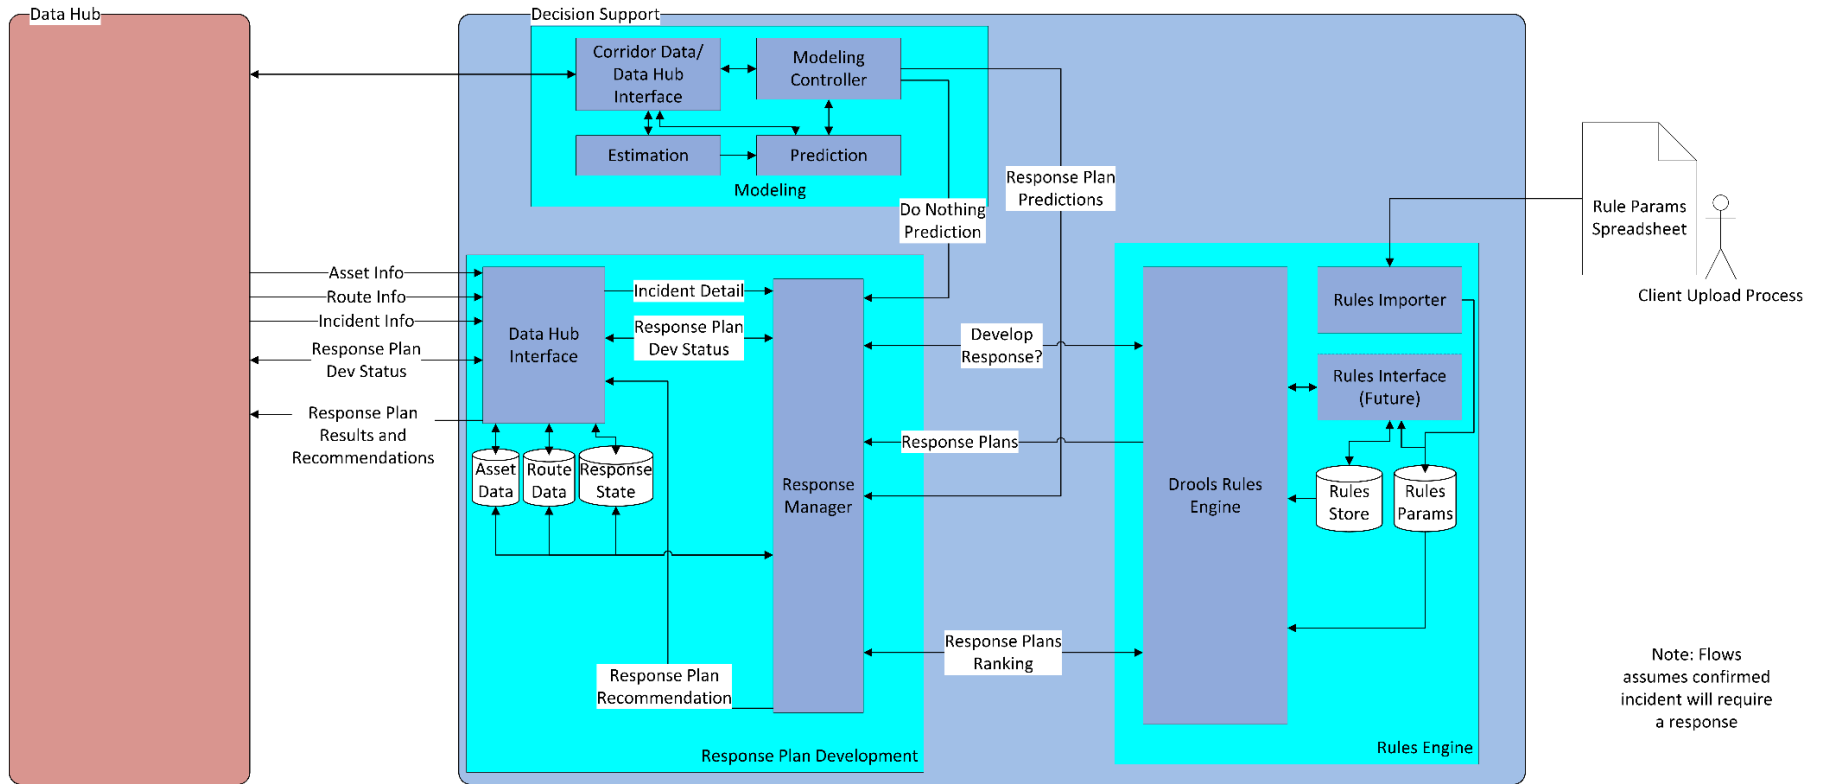 Data Hub
Decision Support
Corridor Data/
Data Hub
Interface
Modeling
Controller
Estimation
Prediction
Modeling
Response Plan
Predictions
Do Nothing
Prediction
Rule Params
Spreadsheet
Client Upload Process
Asset Info
Route Info
Incident Info
Response Plan
Dev Status
Response Plan
Results and
Recommendations
Data Hub
Interface
Incident Detail
Response Plan
Dev Status
Asset
Data
Route
Data
Response
State
Response
Manager
Response Plan
Recommendation
Response Plan Development
Develop
Response?
Response Plans
Response Plans
Ranking
Drools Rules
Engine
Rules Importer
Rules Interface
(Future)
Rules
Store
Rules
Params
Rules Engine
Note: Flows
assumes confirmed
incident will require
a response